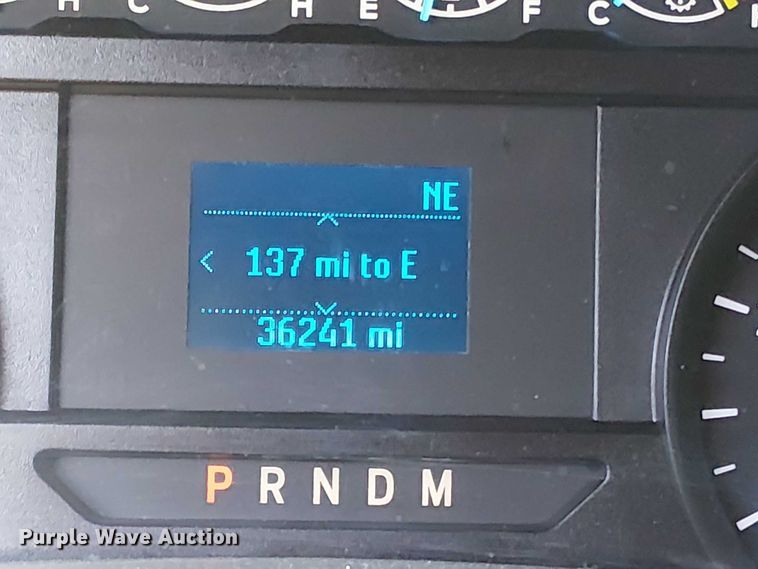 H C H E F C
NE
137 mi to E
36241 mi
P R N D M
Purple Wave Auction